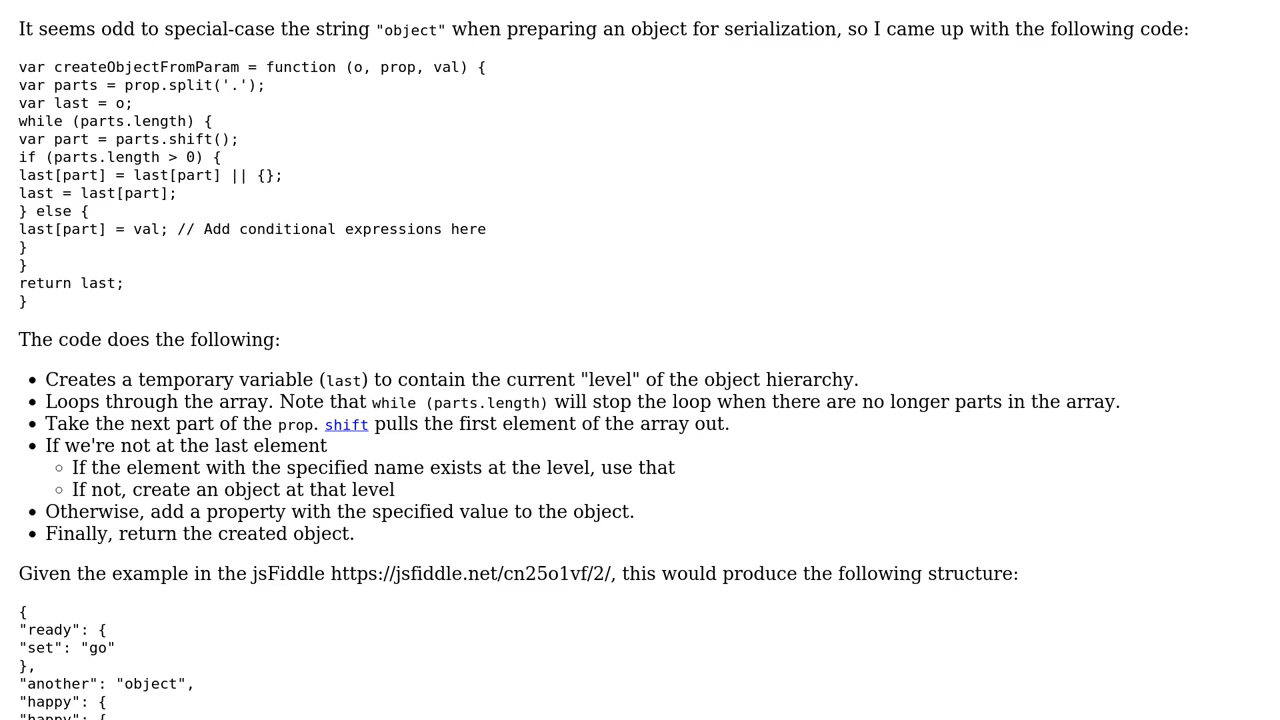 It seems odd to special-case the string "object" when preparing an object for serialization, so I came up with the following code:
var createObjectFromParam = function (o, prop, val) {
var parts = prop.split('.');
var last = o;
while (parts.length) {
var part = parts.shift();
if (parts.length > 0) {
last[part] = last[part] || {};
last = last[part];
} else {
last[part] = val; // Add conditional expressions here
}
}
return last;
}
The code does the following:
• Creates a temporary variable (last) to contain the current "level" of the object hierarchy.
• Loops through the array. Note that while (parts.length) will stop the loop when there are no longer parts in the array.
• Take the next part of the prop. shift pulls the first element of the array out.
• If we're not at the last element
◦ If the element with the specified name exists at the level, use that
◦ If not, create an object at that level
• Otherwise, add a property with the specified value to the object.
• Finally, return the created object.
Given the example in the jsFiddle https://jsfiddle.net/cn25o1vf/2/, this would produce the following structure:
{
"ready": {
"set": "go"
},
"another": "object",
"happy": {
"happy": {